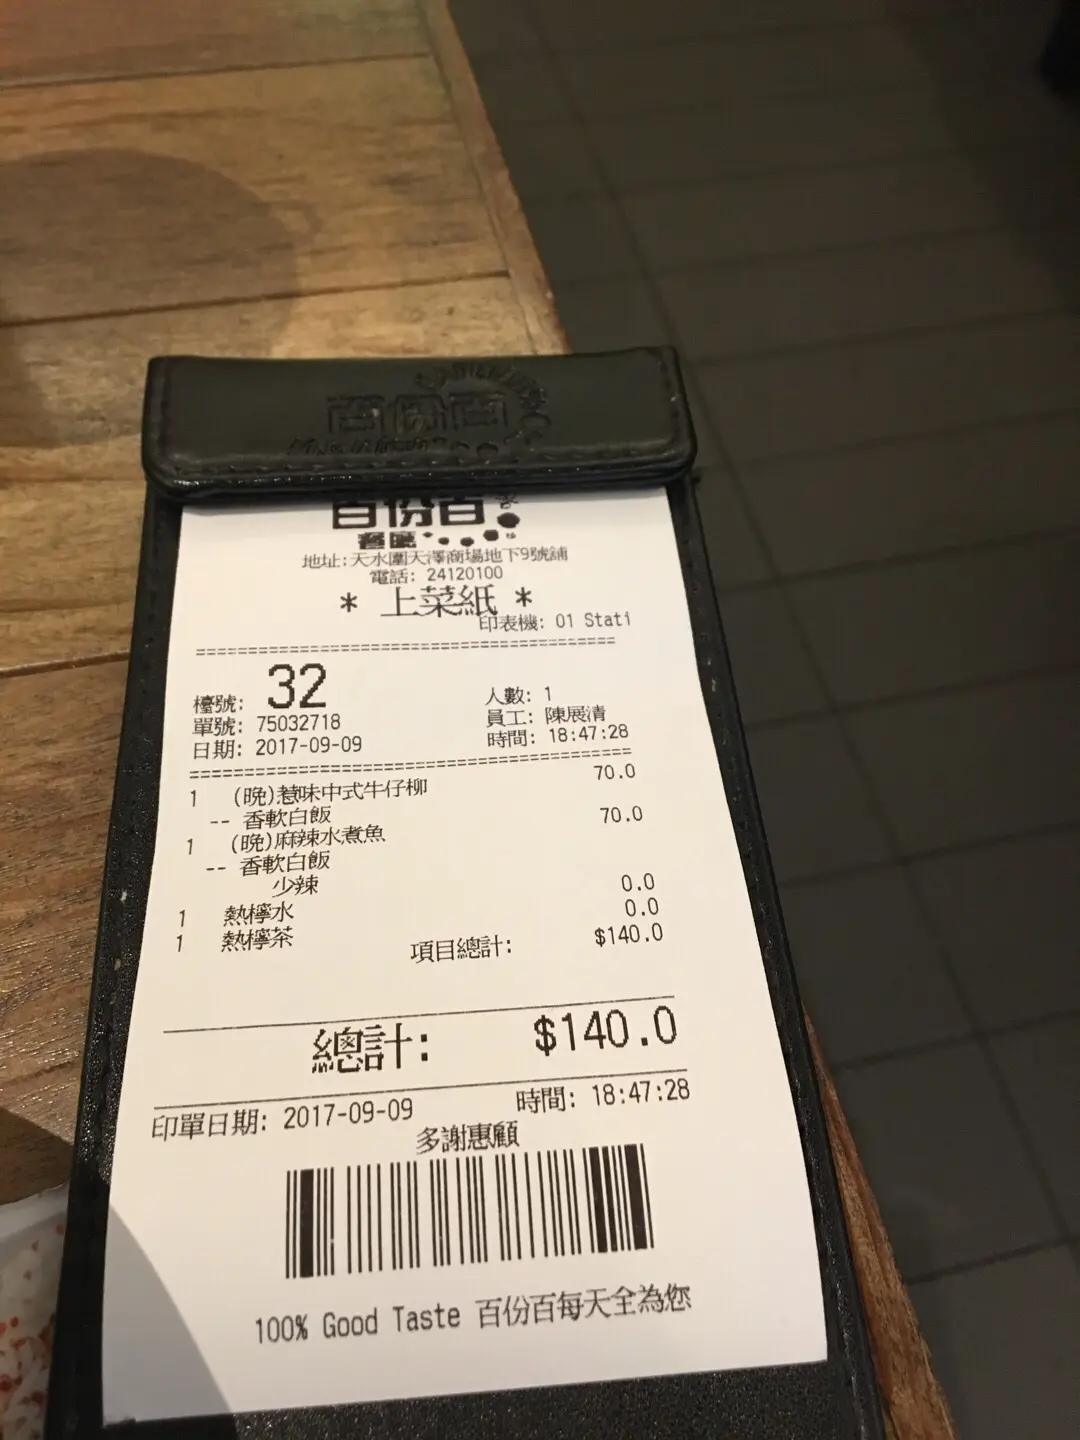 百份百
百份百
餐廳
地址:天水圍天澤商場地下9號舖
電話: 24120100
* 上菜紙 *
印表機: 01 Stati
檯號: 32 人數: 1
單號: 75032718 員工: 陳展清
日期: 2017-09-09 時間: 18:47:28
1 (晚)惹味中式牛仔柳 70.0
-- 香軟白飯
1 (晚)麻辣水煮魚 70.0
-- 香軟白飯
少辣
1 熱檸水 0.0
1 熱檸茶 0.0
項目總計: $140.0
總計: $140.0
印單日期: 2017-09-09 時間: 18:47:28
多謝惠顧
100% Good Taste 百份百每天全為您